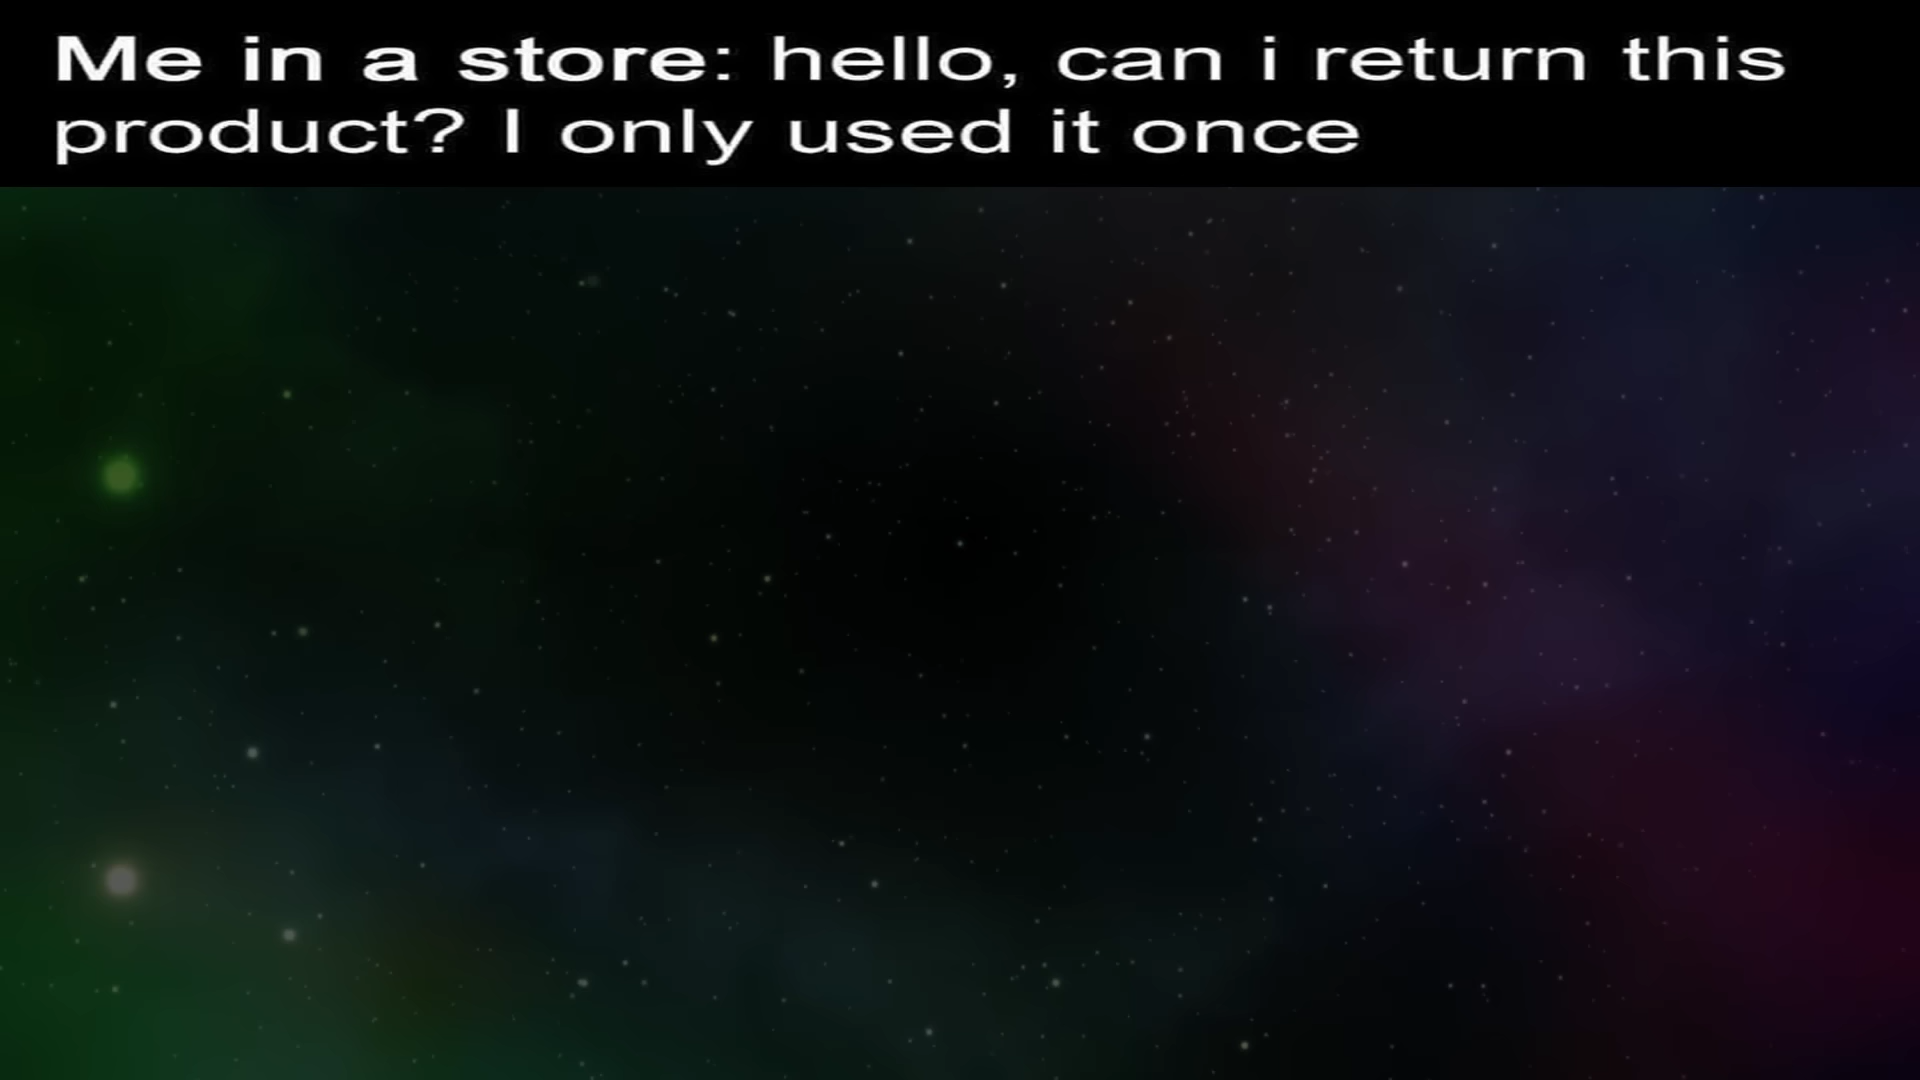 Me in a store: hello, can i return this
product? I only used it once